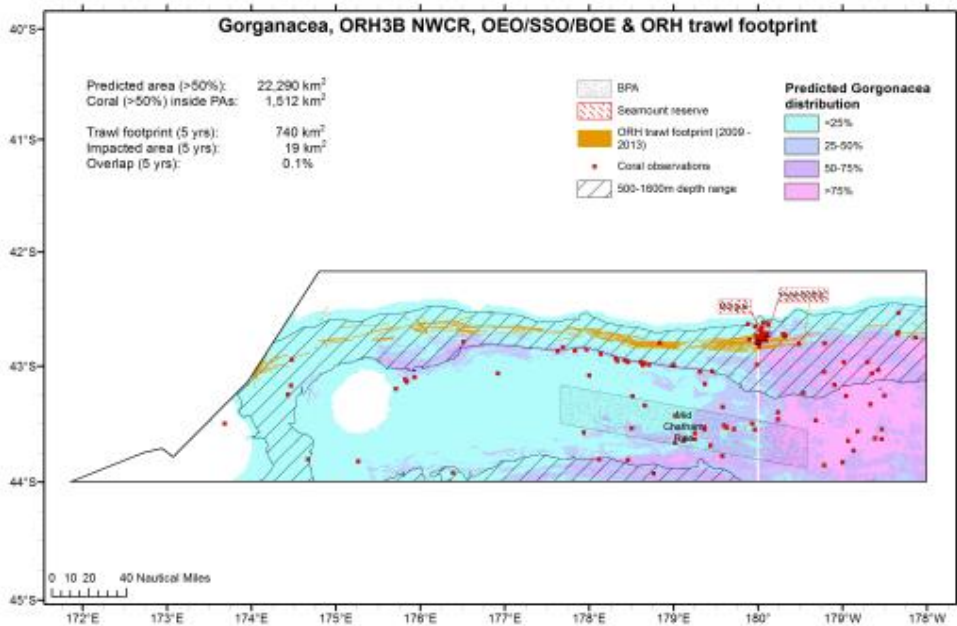 Gorganacea, ORH3B NWCR, OEO/SSO/BOE & ORH trawl footprint
Predicted area (>50%): 22,290 km²
Coral (>50%) inside PAs: 1,512 km²
Trawl footprint (5 yrs): 740 km²
Impacted area (5 yrs): 19 km²
Overlap (5 yrs): 0.1%
BPA
Seamount reserve
ORH trawl footprint (2009 -
2013)
Coral observations
500-1600m depth range
Predicted Gorgonacea
distribution
<25%
25-50%
50-75%
>75%
40°S
41°S
42°S
43°S
44°S
45°S
Mid
Chatham
Rise
0 10 20 40 Nautical Miles
172°E
173°E
174°E
175°E
176°E
177°E
178°E
179°E
180°
179°W
178°W